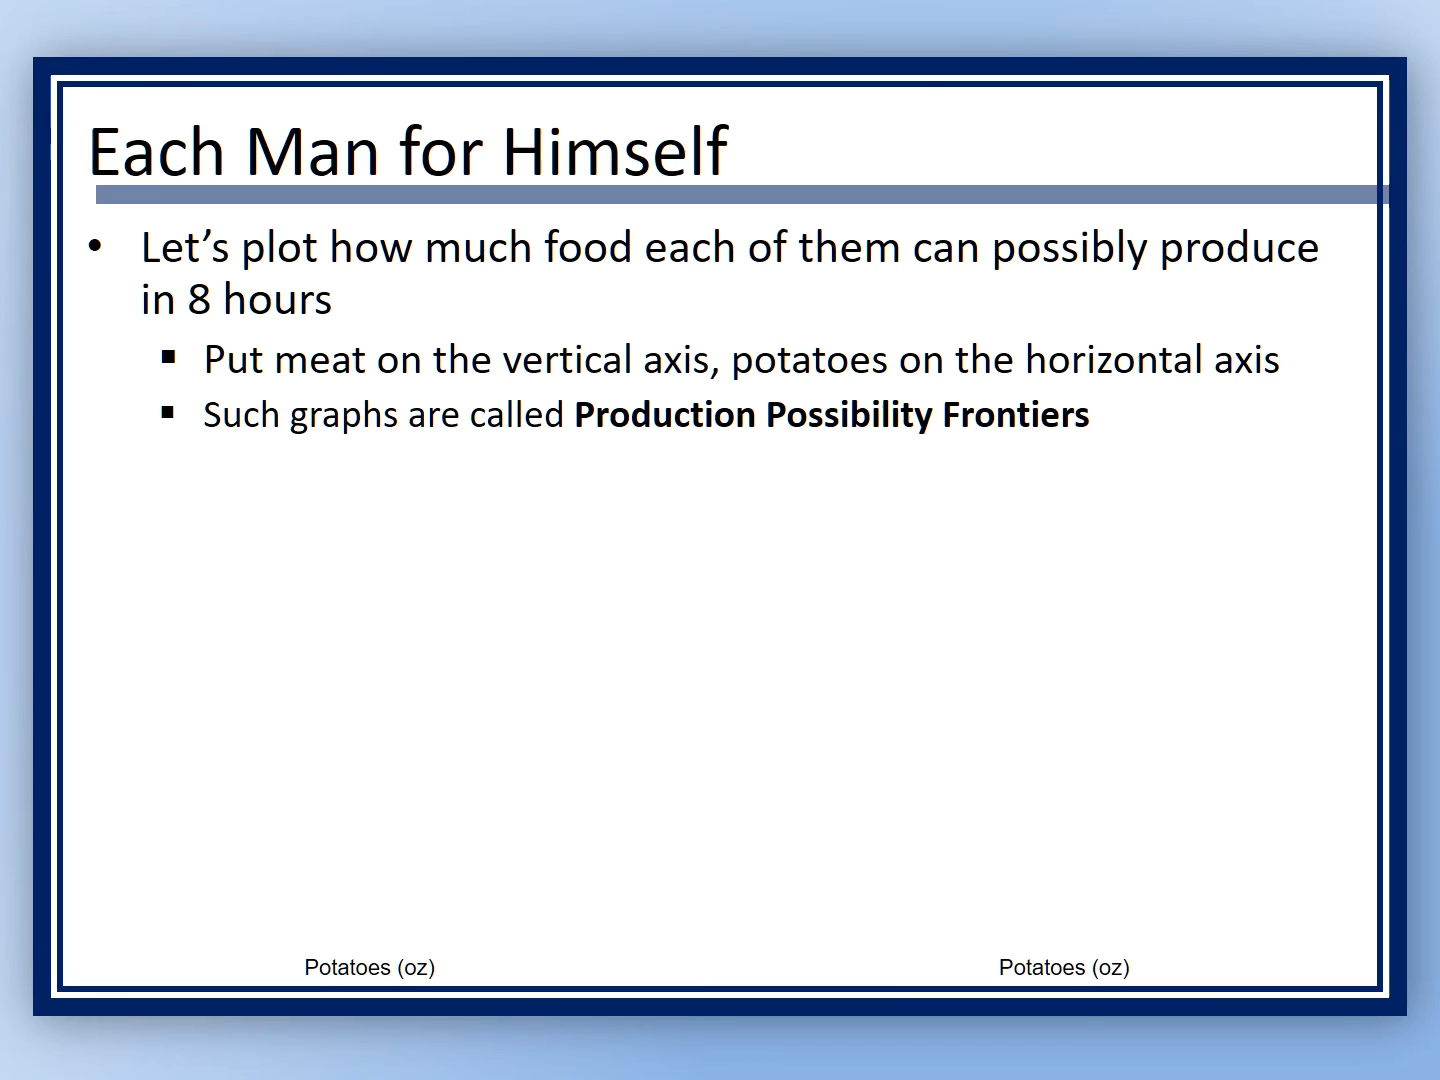 Each Man for Himself
• Let’s plot how much food each of them can possibly produce
in 8 hours
▪ Put meat on the vertical axis, potatoes on the horizontal axis
▪ Such graphs are called Production Possibility Frontiers
Potatoes (oz)
Potatoes (oz)